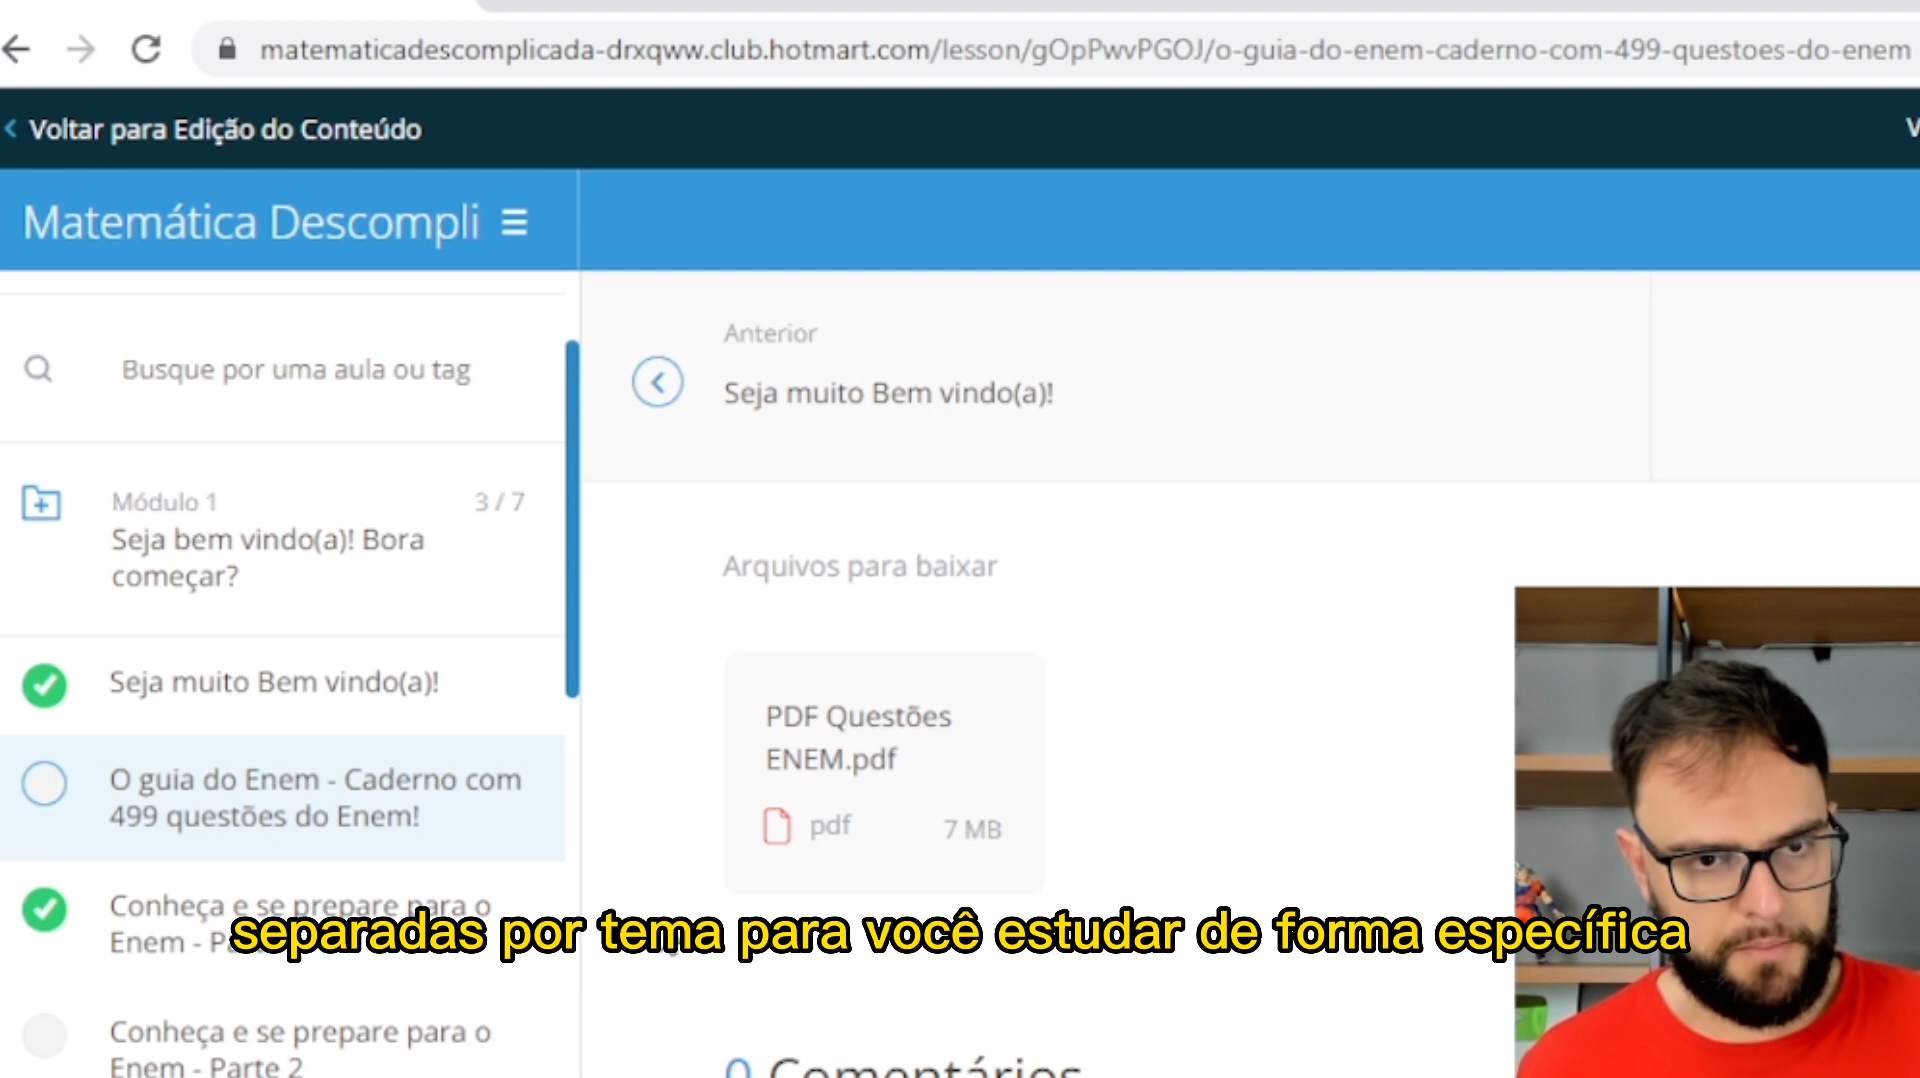 matematicadescomplicada-drxqww.club.hotmart.com/lesson/gOpPwvPGOJ/o-guia-do-enem-caderno-com-499-questoes-do-enem
Voltar para Edição do Conteúdo
V
Matemática Descompli
Busque por uma aula ou tag
Módulo 1
3 / 7
Seja bem vindo(a)! Bora
começar?
Seja muito Bem vindo(a)!
O guia do Enem - Caderno com
499 questões do Enem!
Conheça e se prepare para o
Enem - P
Conheça e se prepare para o
Enem - Parte 2
Anterior
Seja muito Bem vindo(a)!
Arquivos para baixar
PDF Questões
ENEM.pdf
pdf
7 MB
0 Comentários
separadas por tema para você estudar de forma específica